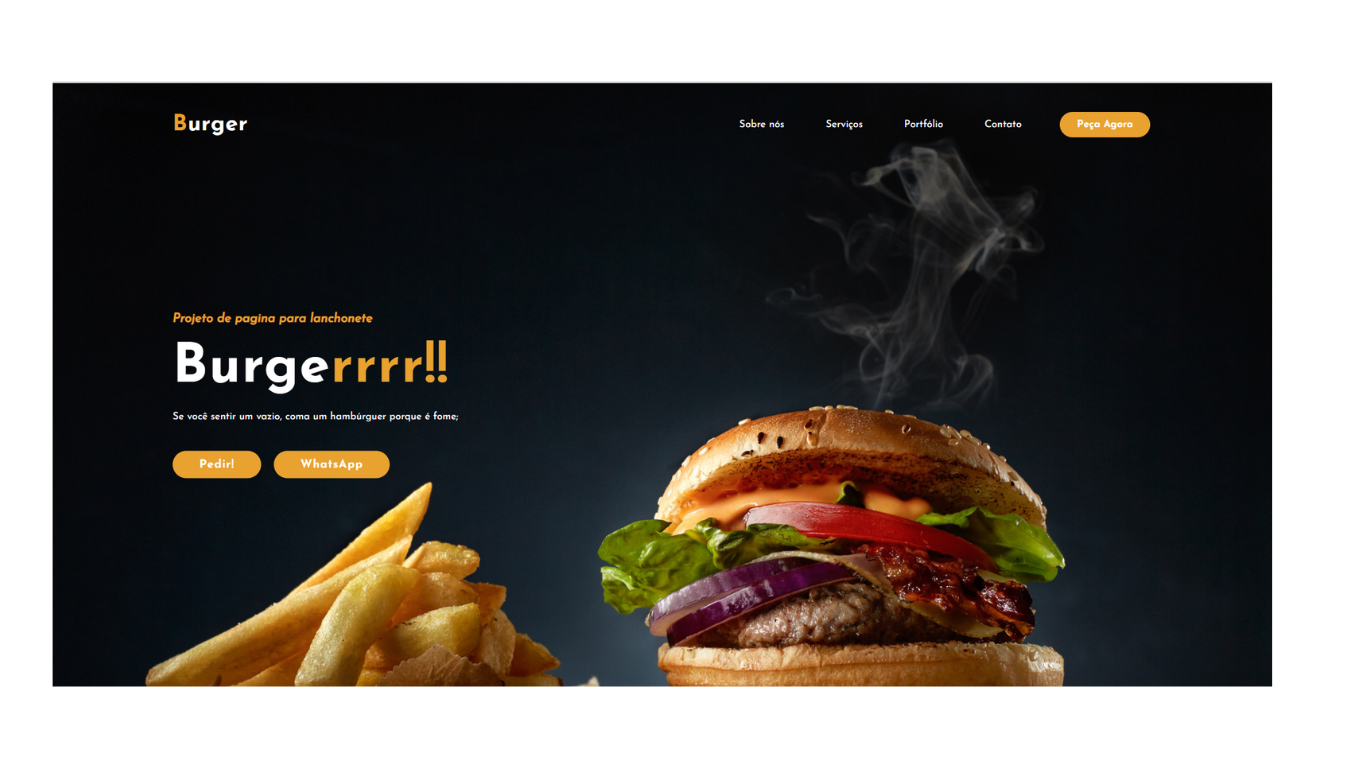 Burger
Sobre nós Serviços Portfólio Contato Peça Agora
Projeto de pagina para lanchonete
Burgerrrrr!!
Se você sentir um vazio, coma um hambúrguer porque é fome;
Pedir! WhatsApp